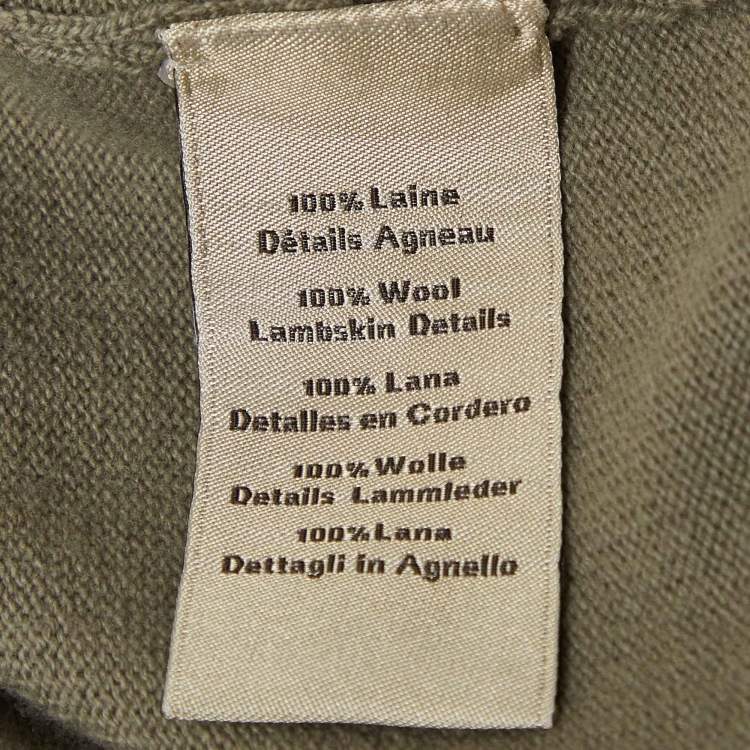 100% Laine
Détails Agneau
100% Wool
Lambskin Details
100% Lana
Detalles en Cordero
100% Wolle
Details Lammleder
100% Lana
Dettagli in Agnello